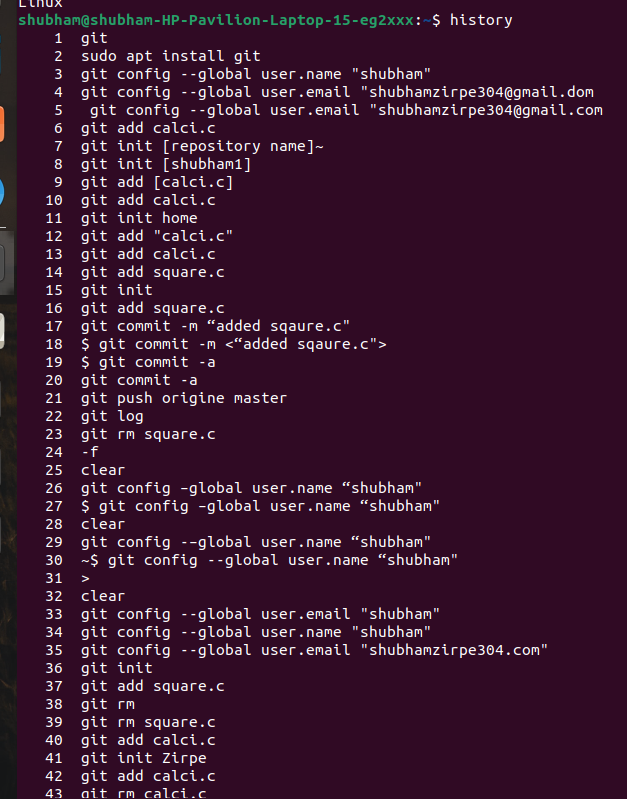 Linux
shubham@shubham-HP-Pavilion-Laptop-15-eg2xxx:~$ history
1 git
2 sudo apt install git
3 git config --global user.name "shubham"
4 git config --global user.email "shubhamzirpe304@gmail.dom
5 git config --global user.email "shubhamzirpe304@gmail.com
6 git add calci.c
7 git init [repository name]~
8 git init [shubham1]
9 git add [calci.c]
10 git add calci.c
11 git init home
12 git add "calci.c"
13 git add calci.c
14 git add square.c
15 git init
16 git add square.c
17 git commit -m “added sqaure.c"
18 $ git commit -m <“added sqaure.c">
19 $ git commit -a
20 git commit -a
21 git push origine master
22 git log
23 git rm square.c
24 -f
25 clear
26 git config –global user.name “shubham"
27 $ git config –global user.name “shubham"
28 clear
29 git config --global user.name “shubham"
30 ~$ git config --global user.name “shubham"
31 >
32 clear
33 git config --global user.email "shubham"
34 git config --global user.name "shubham"
35 git config --global user.email "shubhamzirpe304.com"
36 git init
37 git add square.c
38 git rm
39 git rm square.c
40 git add calci.c
41 git init Zirpe
42 git add calci.c
43 git rm calci.c